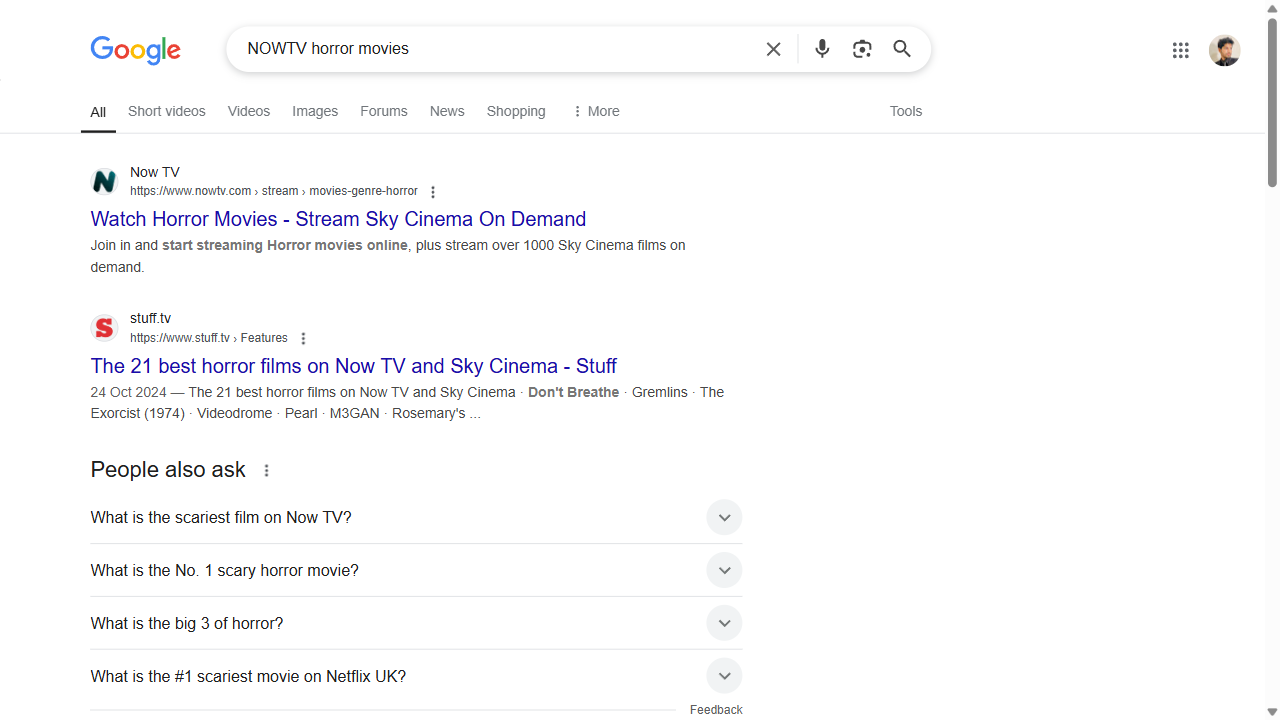 Google
NOWTV horror movies
All Short videos Videos Images Forums News Shopping More Tools
N
Now TV
https://www.nowtv.com › stream › movies-genre-horror
Watch Horror Movies - Stream Sky Cinema On Demand
Join in and start streaming Horror movies online, plus stream over 1000 Sky Cinema films on
demand.
S
stuff.tv
https://www.stuff.tv › Features
The 21 best horror films on Now TV and Sky Cinema - Stuff
24 Oct 2024 — The 21 best horror films on Now TV and Sky Cinema · Don't Breathe · Gremlins · The
Exorcist (1974) · Videodrome · Pearl · M3GAN · Rosemary's ...
People also ask
What is the scariest film on Now TV?
What is the No. 1 scary horror movie?
What is the big 3 of horror?
What is the #1 scariest movie on Netflix UK?
Feedback